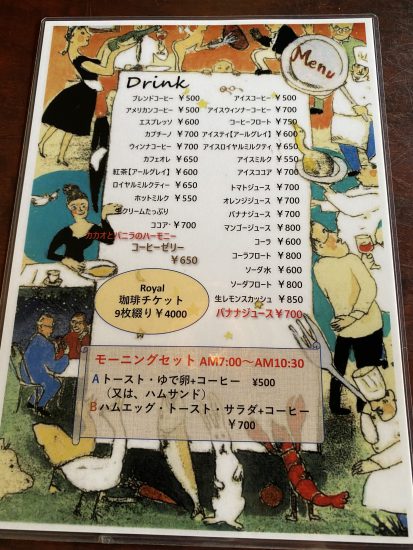 Menu
Drink
ブレンドコーヒー ¥500
アメリカンコーヒー ¥500
エスプレッソ ¥600
カプチーノ ¥700
ウィンナコーヒー ¥700
カフェオレ ¥650
紅茶【アールグレイ】 ¥600
ロイヤルミルクティー ¥650
ホットミルク ¥550
生クリームたっぷり
ココア・ ¥700
カカオとバニラのハーモニー
コーヒーゼリー
¥650
アイスコーヒー ¥500
アイスウィンナコーヒー ¥700
コーヒフロート ¥750
アイスティ【アールグレイ】 ¥600
アイスロイヤルミルクティ ¥700
アイスミルク ¥550
アイスココア ¥700
トマトジュース ¥700
オレンジジュース ¥700
バナナジュース ¥700
マンゴージュース ¥800
コーラ ¥700
コーラフロート ¥800
ソーダ水 ¥600
ソーダフロート ¥800
生レモンスカッシュ ¥850
バナナジュース ¥700
Royal
珈琲チケット
9枚綴り¥4000
モーニングセット AM7:00～AM10:30
A トースト・ゆで卵+コーヒー ¥500
（又は、ハムサンド）
B ハムエッグ・トースト・サラダ+コーヒー
¥700